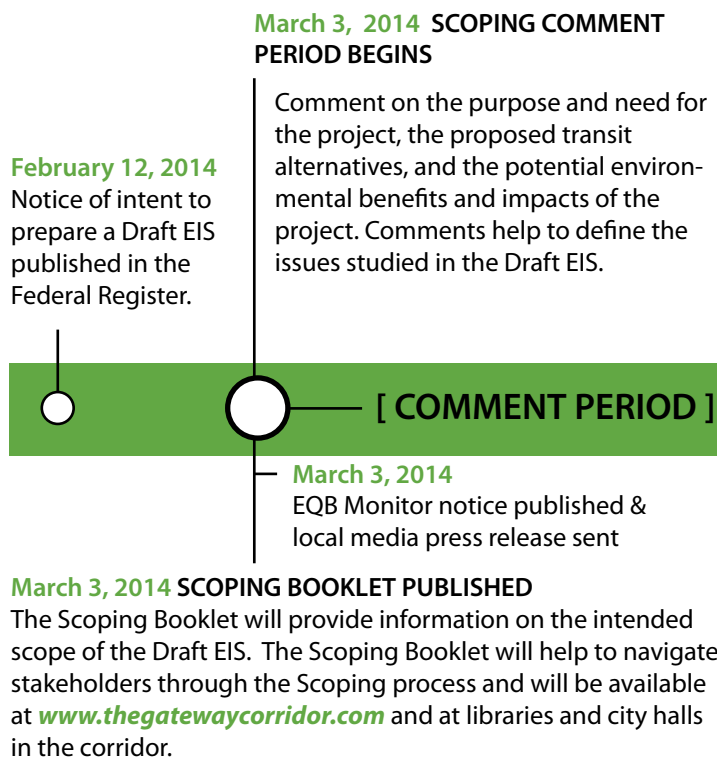 March 3, 2014 SCOPING COMMENT
PERIOD BEGINS
Comment on the purpose and need for
the project, the proposed transit
alternatives, and the potential environ-
mental benefits and impacts of the
project. Comments help to define the
issues studied in the Draft EIS.
February 12, 2014
Notice of intent to
prepare a Draft EIS
published in the
Federal Register.
[ COMMENT PERIOD ]
March 3, 2014
EQB Monitor notice published &
local media press release sent
March 3, 2014 SCOPING BOOKLET PUBLISHED
The Scoping Booklet will provide information on the intended
scope of the Draft EIS. The Scoping Booklet will help to navigate
stakeholders through the Scoping process and will be available
at www.thegatewaycorridor.com and at libraries and city halls
in the corridor.